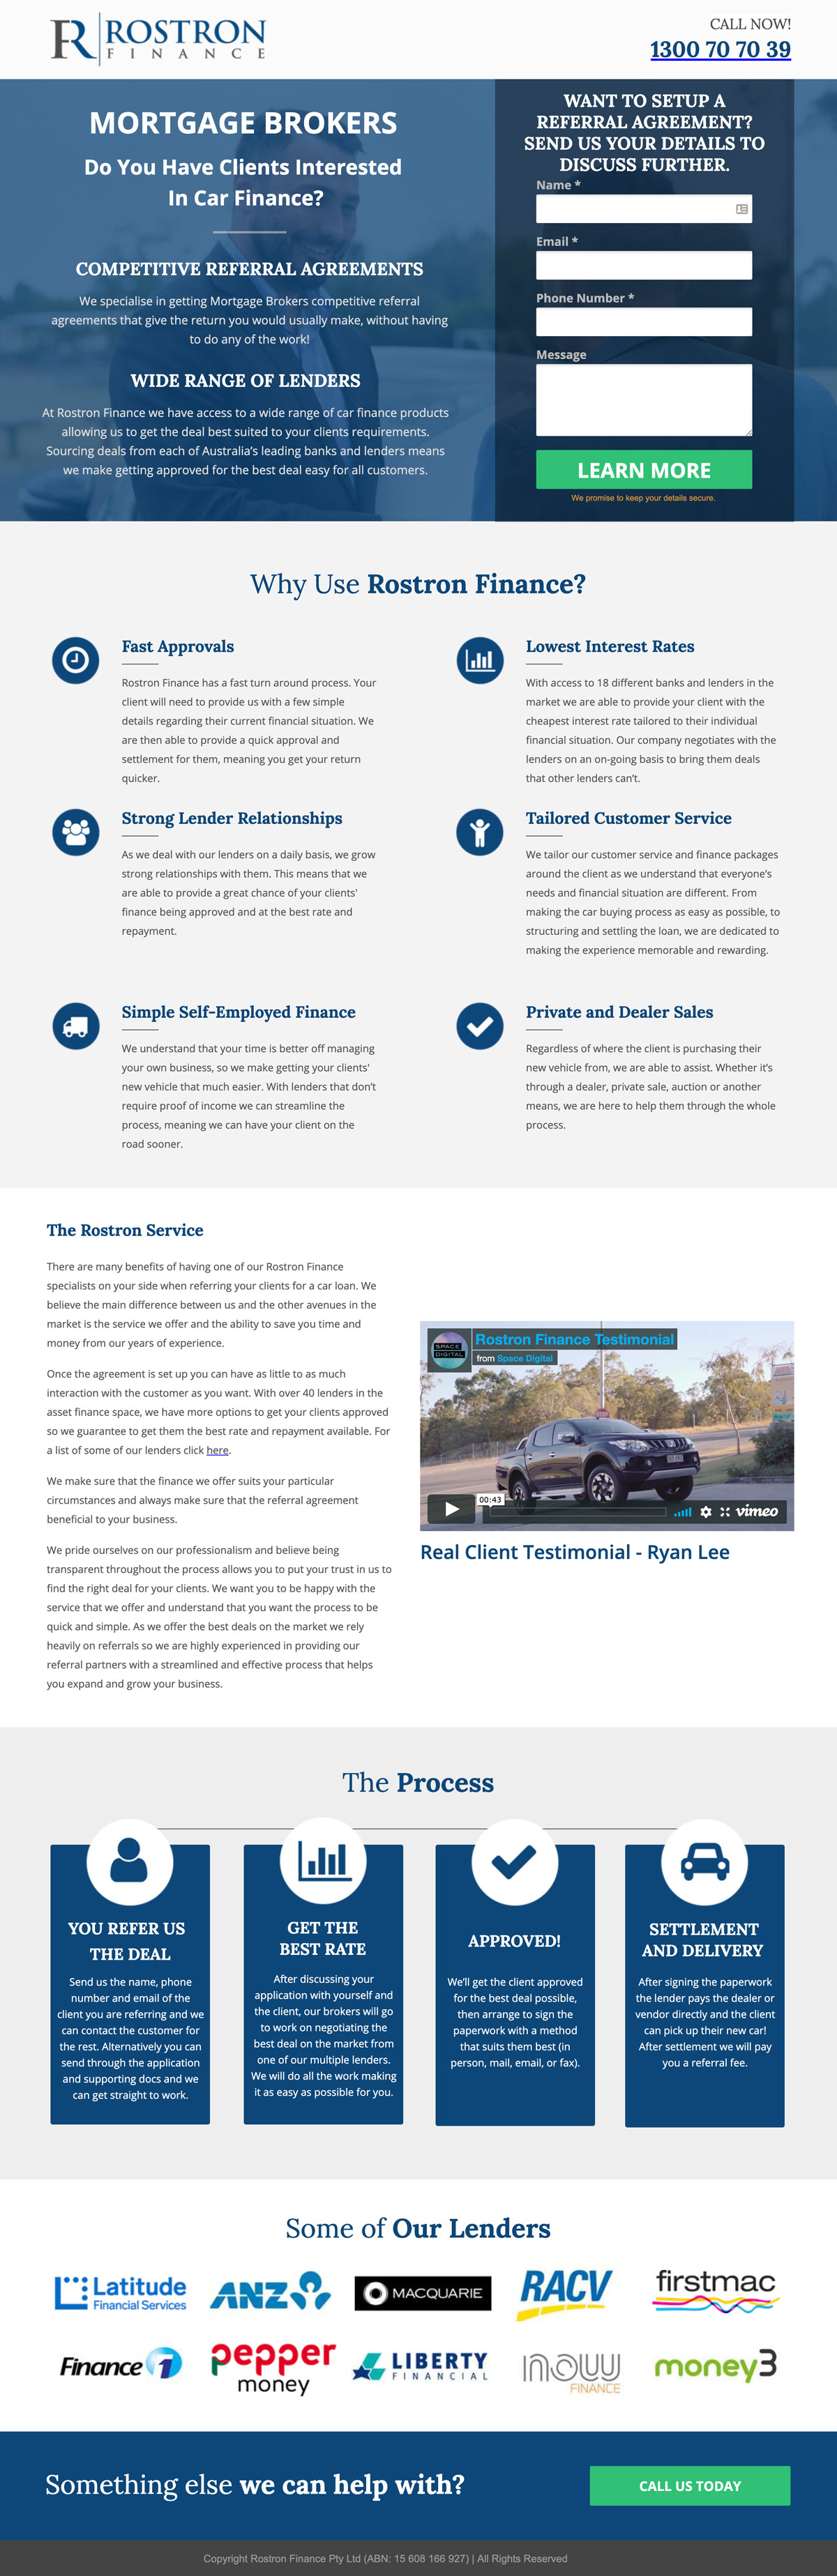 ROSTRON
FINANCE
CALL NOW!
1300 70 70 39
MORTGAGE BROKERS
Do You Have Clients Interested
In Car Finance?
COMPETITIVE REFERRAL AGREEMENTS
We specialise in getting Mortgage Brokers competitive referral
agreements that give the return you would usually make, without having
to do any of the work!
WIDE RANGE OF LENDERS
At Rostron Finance we have access to a wide range of car finance products
allowing us to get the deal best suited to your clients requirements.
Sourcing deals from each of Australia's leading banks and lenders means
we make getting approved for the best deal easy for all customers.
WANT TO SETUP A
REFERRAL AGREEMENT?
SEND US YOUR DETAILS TO
DISCUSS FURTHER.
Name *
Email *
Phone Number *
Message
LEARN MORE
We promise to keep your details secure.
Why Use Rostron Finance?
Fast Approvals
Rostron Finance has a fast turn around process. Your
client will need to provide us with a few simple
details regarding their current financial situation. We
are then able to provide a quick approval and
settlement for them, meaning you get your return
quicker.
Lowest Interest Rates
With access to 18 different banks and lenders in the
market we are able to provide your client with the
cheapest interest rate tailored to their individual
financial situation. Our company negotiates with the
lenders on an on-going basis to bring them deals
that other lenders can't.
Strong Lender Relationships
As we deal with our lenders on a daily basis, we grow
strong relationships with them. This means that we
are able to provide a great chance of your clients'
finance being approved and at the best rate and
repayment.
Tailored Customer Service
We tailor our customer service and finance packages
around the client as we understand that everyone's
needs and financial situation are different. From
making the car buying process as easy as possible, to
structuring and settling the loan, we are dedicated to
making the experience memorable and rewarding.
Simple Self-Employed Finance
We understand that your time is better off managing
your own business, so we make getting your clients'
new vehicle that much easier. With lenders that don't
require proof of income we can streamline the
process, meaning we can have your client on the
road sooner.
Private and Dealer Sales
Regardless of where the client is purchasing their
new vehicle from, we are able to assist. Whether it's
through a dealer, private sale, auction or another
means, we are here to help them through the whole
process.
The Rostron Service
There are many benefits of having one of our Rostron Finance
specialists on your side when referring your clients for a car loan. We
believe the main difference between us and the other avenues in the
market is the service we offer and the ability to save you time and
money from our years of experience.
Once the agreement is set up you can have as little to as much
interaction with the customer as you want. With over 40 lenders in the
asset finance space, we have more options to get your clients approved
so we guarantee to get them the best rate and repayment available. For
a list of some of our lenders click here.
We make sure that the finance we offer suits your particular
circumstances and always make sure that the referral agreement
beneficial to your business.
We pride ourselves on our professionalism and believe being
transparent throughout the process allows you to put your trust in us to
find the right deal for your clients. We want you to be happy with the
service that we offer and understand that you want the process to be
quick and simple. As we offer the best deals on the market we rely
heavily on referrals so we are highly experienced in providing our
referral partners with a streamlined and effective process that helps
you expand and grow your business.
SPACE
DIGITAL
Rostron Finance Testimonial
from Space Digital
00:43
vimeo
Real Client Testimonial - Ryan Lee
The Process
YOU REFER US
THE DEAL
Send us the name, phone
number and email of the
client you are referring and we
can contact the customer for
the rest. Alternatively you can
send through the application
and supporting docs and we
can get straight to work.
GET THE
BEST RATE
After discussing your
application with yourself and
the client, our brokers will go
to work on negotiating the
best deal on the market from
one of our multiple lenders.
We will do all the work making
it as easy as possible for you.
APPROVED!
We'll get the client approved
for the best deal possible,
then arrange to sign the
paperwork with a method
that suits them best (in
person, mail, email, or fax).
SETTLEMENT
AND DELIVERY
After signing the paperwork
the lender pays the dealer or
vendor directly and the client
can pick up their new car!
After settlement we will pay
you a referral fee.
Some of Our Lenders
Latitude
Financial Services
ANZ
MACQUARIE
RACV
firstmac
Finance 1
pepper
money
LIBERTY
FINANCIAL
now
FINANCE
money3
Something else we can help with?
CALL US TODAY
Copyright Rostron Finance Pty Ltd (ABN: 15 608 166 927) | All Rights Reserved